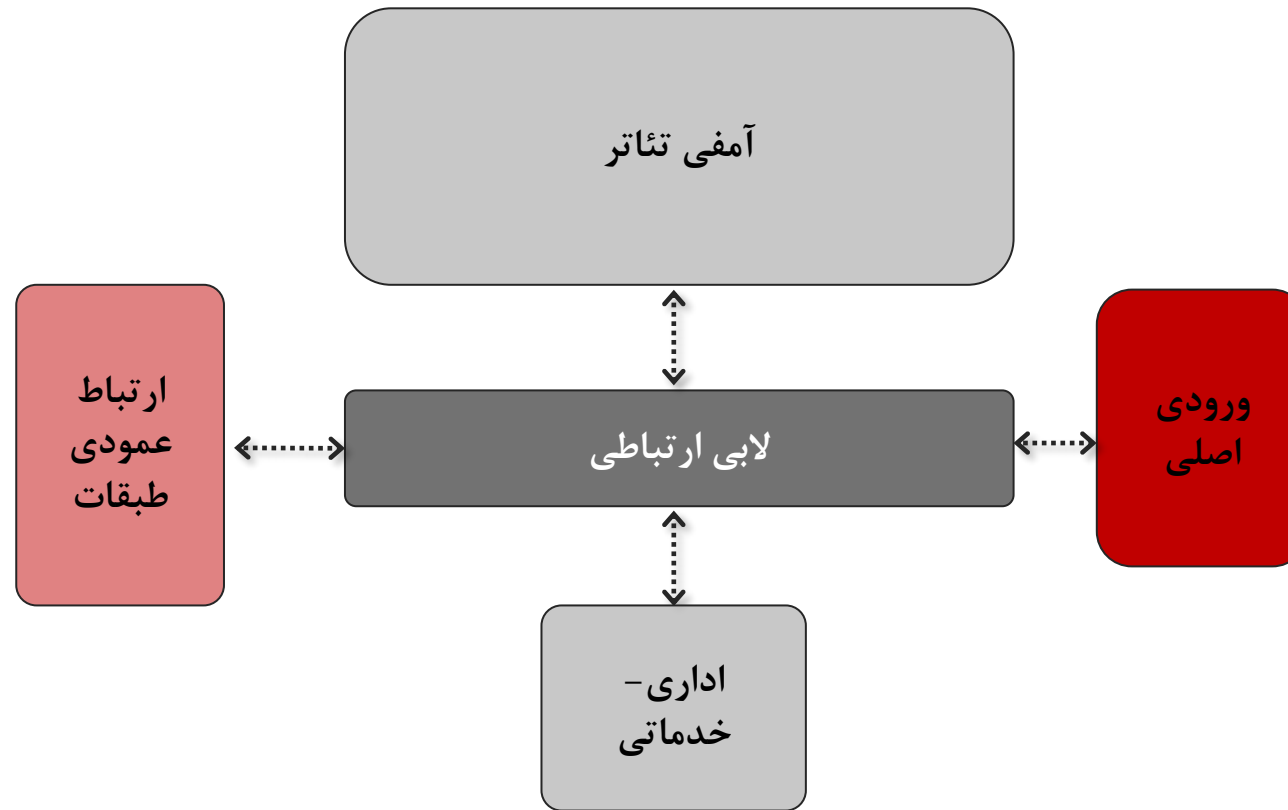 آمفی تئاتر
ورودی
اصلی
لابی ارتباطی
ارتباط
عمودی
طبقات
اداری-
خدماتی